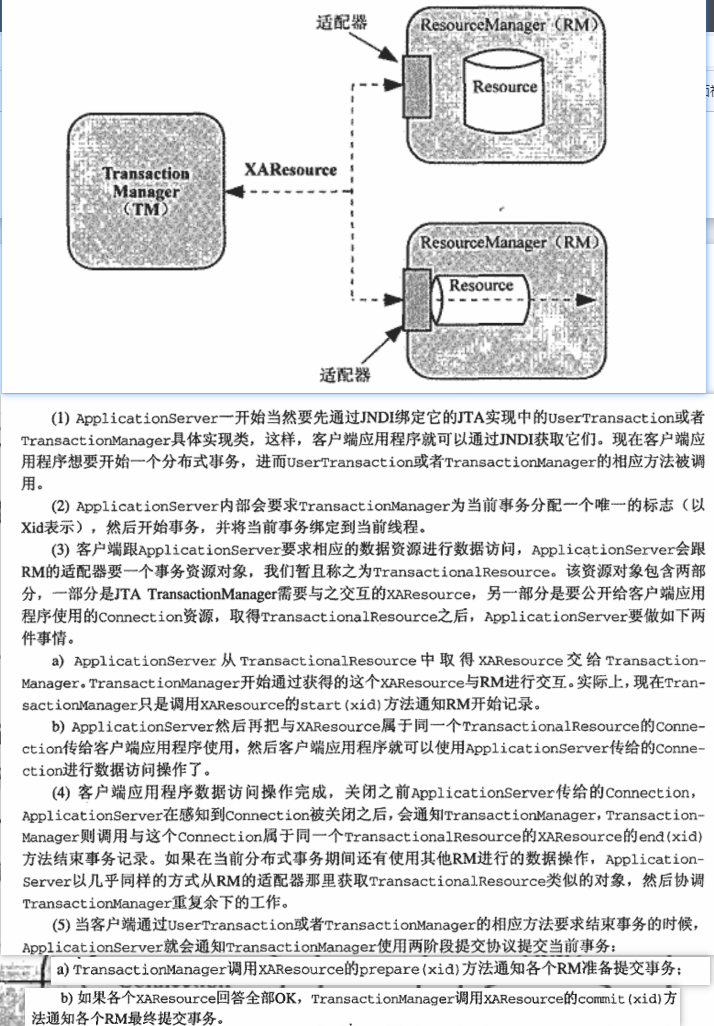 适配器
ResourceManager (RM)
Resource
Transaction
Manager
(TM)
XAResource
ResourceManager (RM)
Resource
适配器
(1) ApplicationServer一开始当然要先通过JNDI绑定它的JTA实现中的UserTransaction或者
TransactionManager具体实现类，这样，客户端应用程序就可以通过JNDI获取它们。现在客户端应
用程序想要开始一个分布式事务，进而UserTransaction或者TransactionManager的相应方法被调
用。
(2) ApplicationServer内部会要求TransactionManager为当前事务分配一个唯一的标志（以
Xid表示），然后开始事务，并将当前事务绑定到当前线程。
(3) 客户端跟ApplicationServer要求相应的数据资源进行数据访问，ApplicationServer会跟
RM的适配器要一个事务资源对象，我们暂且称之为TransactionalResource。该资源对象包含两部
分，一部分是JTA TransactionManager需要与之交互的XAResource，另一部分是要公开给客户端应用
程序使用的Connection资源，取得TransactionalResource之后，ApplicationServer要做如下两
件事情。
a) ApplicationServer从TransactionalResource中取得XAResource交给Transaction-
Manager。TransactionManager开始通过获得的这个XAResource与RM进行交互。实际上，现在Tran-
sactionManager只是调用XAResource的start(xid)方法通知RM开始记录。
b) ApplicationServer然后再把与XAResource属于同一个TransactionalResource的Conne-
ction传给客户端应用程序使用，然后客户端应用程序就可以使用ApplicationServer传给的Conne-
ction进行数据访问操作了。
(4) 客户端应用程序数据访问操作完成，关闭之前ApplicationServer传给的Connection，
ApplicationServer在感知到Connection被关闭之后，会通知TransactionManager，Transaction-
Manager则调用与这个Connection属于同一个TransactionalResource的XAResource的end(xid)
方法结束事务记录。如果在当前分布式事务期间还有使用其他RM进行的数据操作，Application-
Server以几乎同样的方式从RM的适配器那里获取TransactionalResource类似的对象，然后协调
TransactionManager重复余下的工作。
(5) 当客户端通过UserTransaction或者TransactionManager的相应方法要求结束事务的时候，
ApplicationServer就会通知TransactionManager使用两阶段提交协议提交当前事务：
a) TransactionManager调用XAResource的prepare(xid)方法通知各个RM准备提交事务；
b) 如果各个XAResource回答全部OK，TransactionManager调用XAResource的commit(xid)方
法通知各个RM最终提交事务。